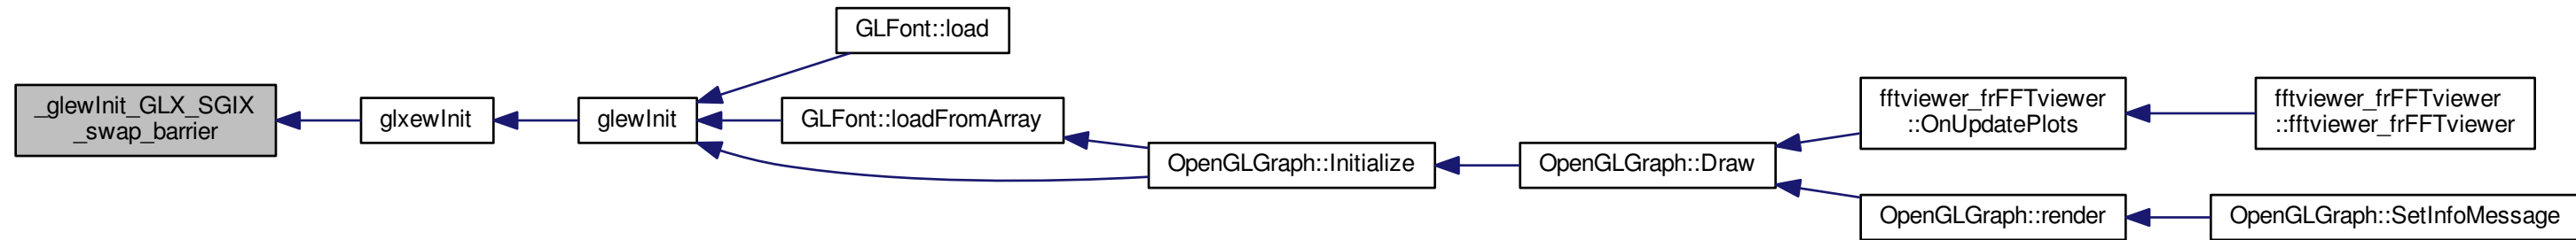 _glewInit_GLX_SGIX
_swap_barrier
glxewInit
glewInit
GLFont::load
GLFont::loadFromArray
OpenGLGraph::Initialize
OpenGLGraph::Draw
fftviewer_frFFTviewer
::OnUpdatePlots
fftviewer_frFFTviewer
::fftviewer_frFFTviewer
OpenGLGraph::render
OpenGLGraph::SetInfoMessage